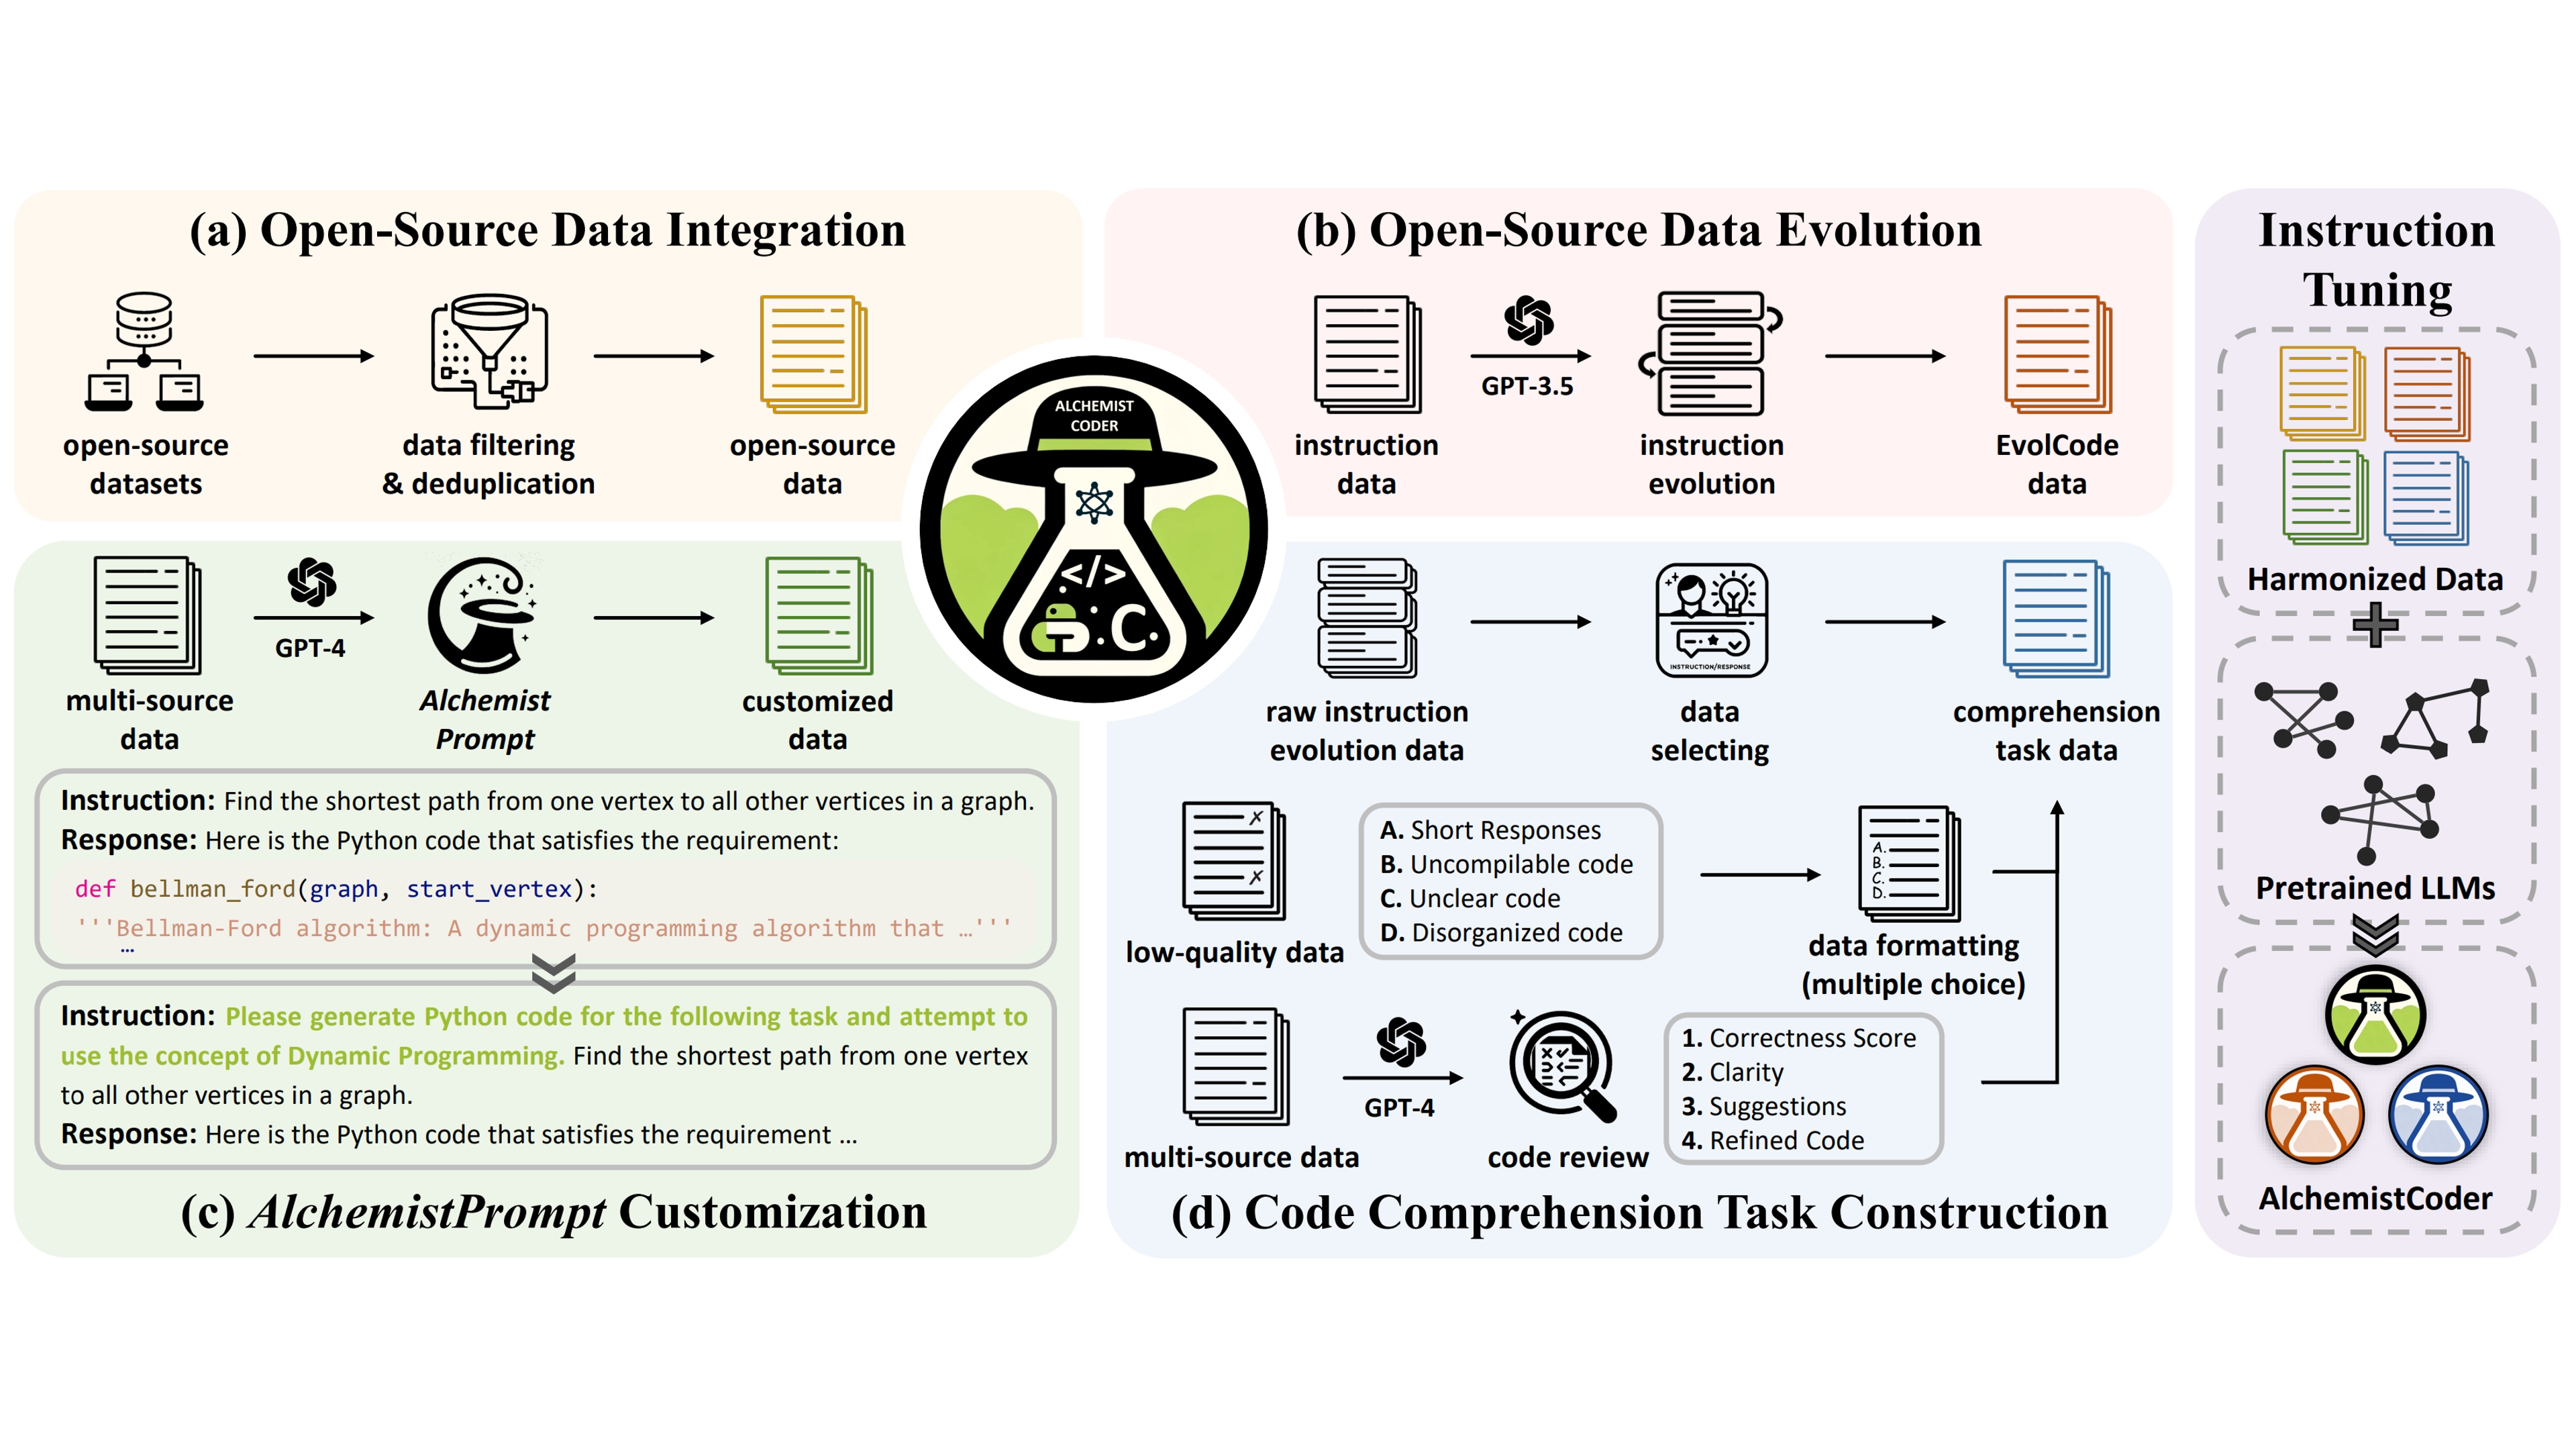 (a) Open-Source Data Integration
open-source
datasets
data filtering
& deduplication
open-source
data
(b) Open-Source Data Evolution
instruction
data
GPT-3.5
instruction
evolution
EvolCode
data
ALCHEMIST
CODER
</>
C
multi-source
data
GPT-4
Alchemist
Prompt
customized
data
Instruction: Find the shortest path from one vertex to all other vertices in a graph.
Response: Here is the Python code that satisfies the requirement:
def bellman_ford(graph, start_vertex):
'''Bellman-Ford algorithm: A dynamic programming algorithm that …'''
…
Instruction: Please generate Python code for the following task and attempt to
use the concept of Dynamic Programming. Find the shortest path from one vertex
to all other vertices in a graph.
Response: Here is the Python code that satisfies the requirement …
(c) AlchemistPrompt Customization
raw instruction
evolution data
INSTRUCTION/RESPONSE
data
selecting
comprehension
task data
low-quality data
A. Short Responses
B. Uncompilable code
C. Unclear code
D. Disorganized code
A.
B.
C.
D.
data formatting
(multiple choice)
multi-source data
GPT-4
code review
1. Correctness Score
2. Clarity
3. Suggestions
4. Refined Code
(d) Code Comprehension Task Construction
Instruction
Tuning
Harmonized Data
Pretrained LLMs
AlchemistCoder